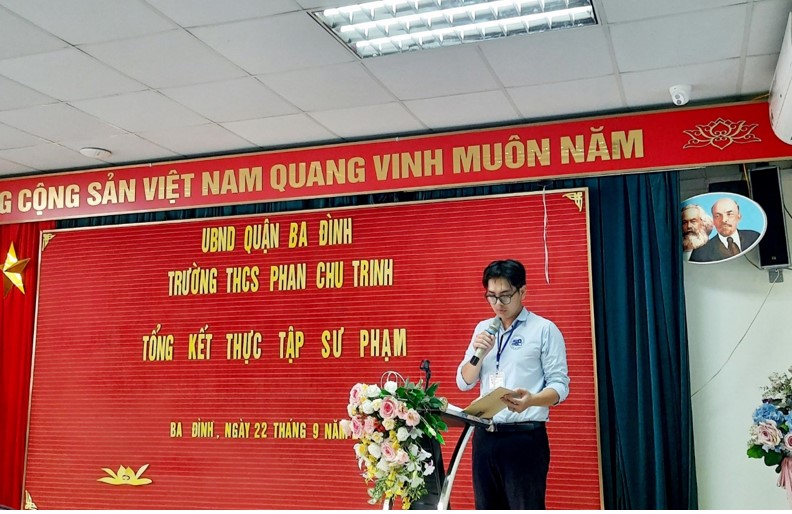 G CỘNG SẢN VIỆT NAM QUANG VINH MUÔN NĂM
UBND QUẬN BA ĐÌNH
TRƯỜNG THCS PHAN CHU TRINH
TỔNG KẾT THỰC TẬP SƯ PHẠM
BA ĐÌNH, NGÀY 22 THÁNG 9 NĂM